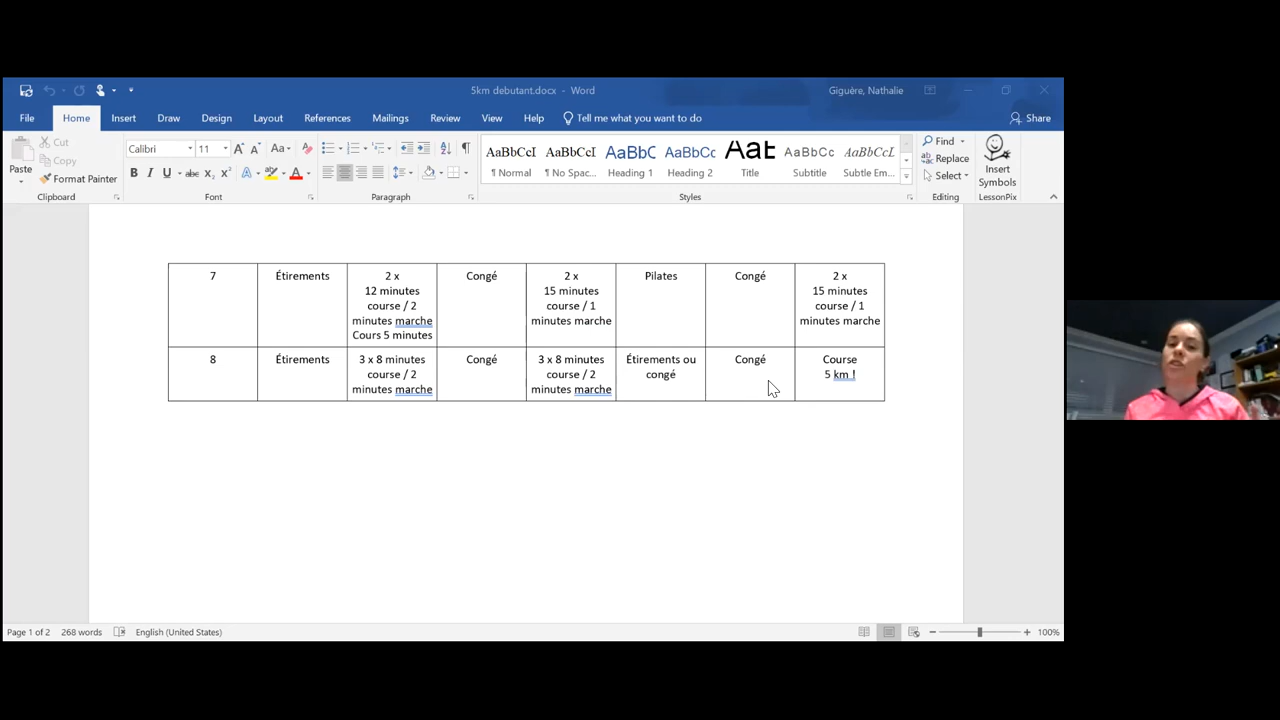 5km debutant.docx - Word
Giguère, Nathalie
File Home Insert Draw Design Layout References Mailings Review View Help Tell me what you want to do Share
Paste
Cut
Copy
Format Painter
Clipboard
Calibri 11
Font
Paragraph
AaBbCcI AaBbCcI AaBbC AaBbCc AaB AaBbCc AaBbCcI
¶ Normal ¶ No Spac... Heading 1 Heading 2 Title Subtitle Subtle Em...
Styles
Find
Replace
Select
Editing
Insert
Symbols
LessonPix
7
Étirements
2 x
12 minutes
course / 2
minutes marche
Cours 5 minutes
Congé
2 x
15 minutes
course / 1
minutes marche
Pilates
Congé
2 x
15 minutes
course / 1
minutes marche
8
Étirements
3 x 8 minutes
course / 2
minutes marche
Congé
3 x 8 minutes
course / 2
minutes marche
Étirements ou
congé
Congé
Course
5 km !
Page 1 of 2 268 words English (United States) 100%